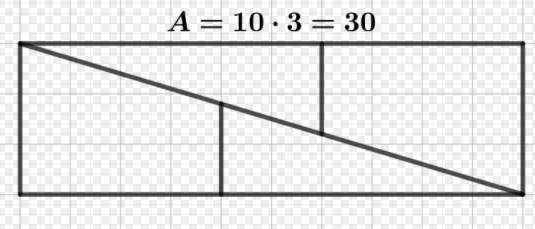 A = 10 · 3 = 30